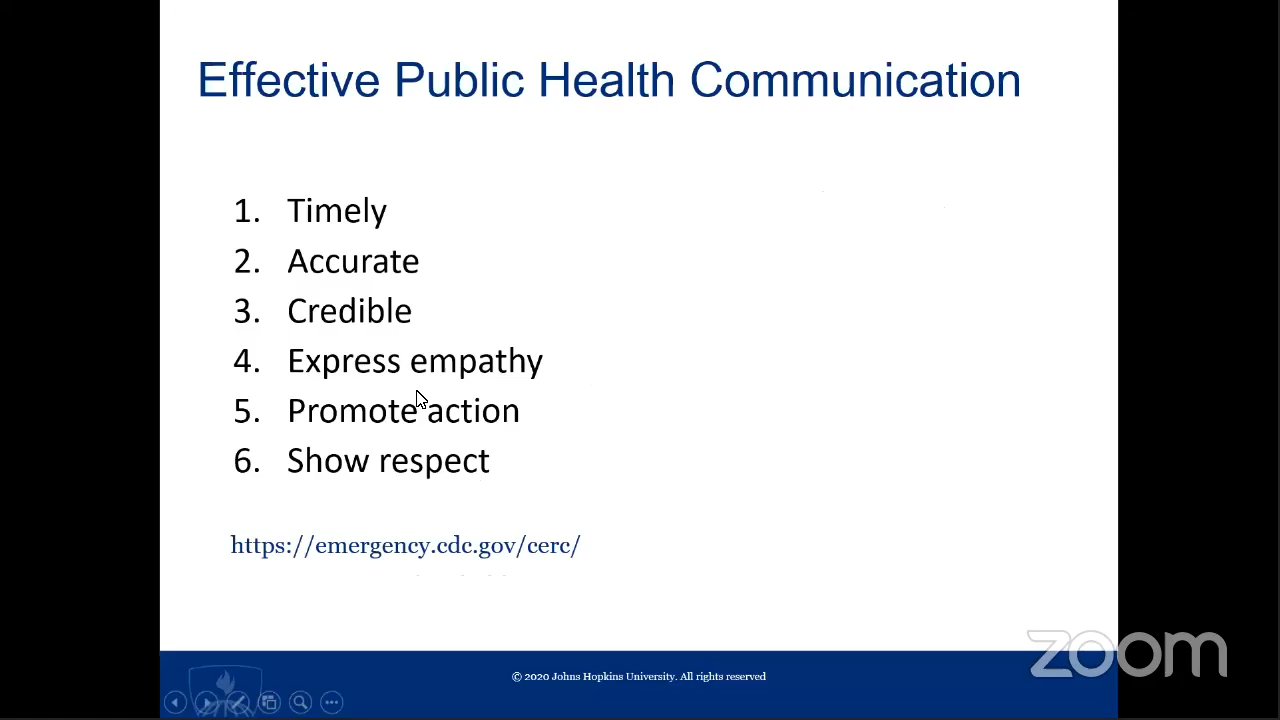 Effective Public Health Communication
1. Timely
2. Accurate
3. Credible
4. Express empathy
5. Promote action
6. Show respect
https://emergency.cdc.gov/cerc/
© 2020 Johns Hopkins University. All rights reserved
zoom